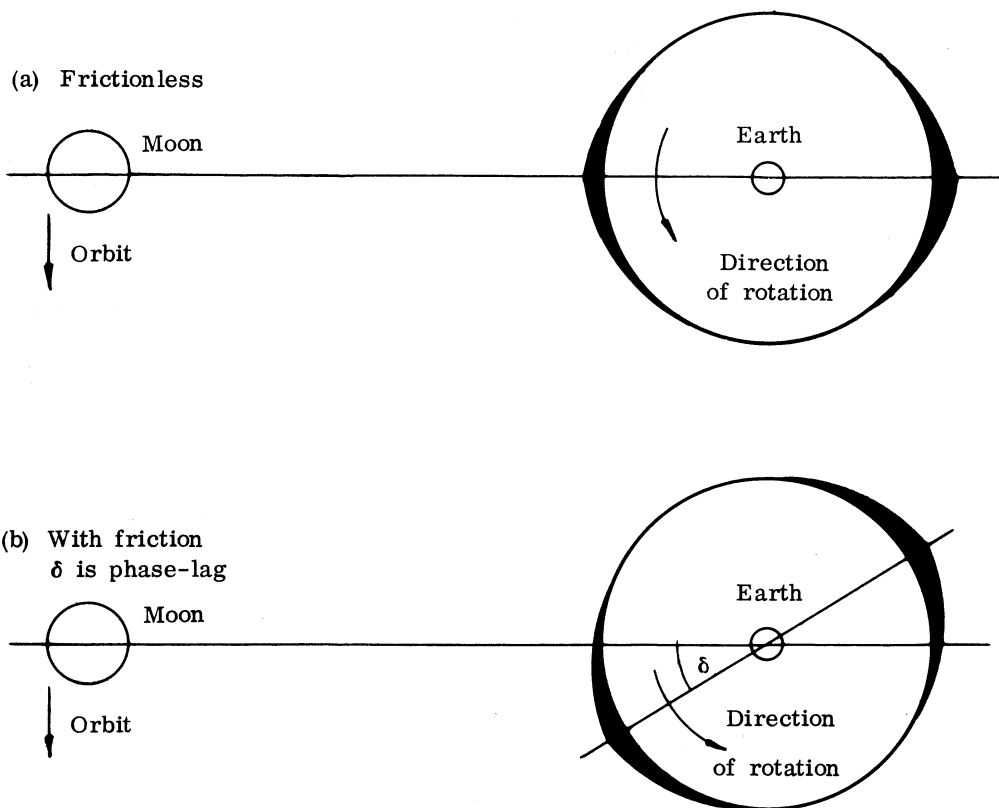 (a) Frictionless
Moon
Earth
Orbit
Direction
of rotation
(b) With friction
δ is phase-lag
Moon
Earth
δ
Orbit
Direction
of rotation